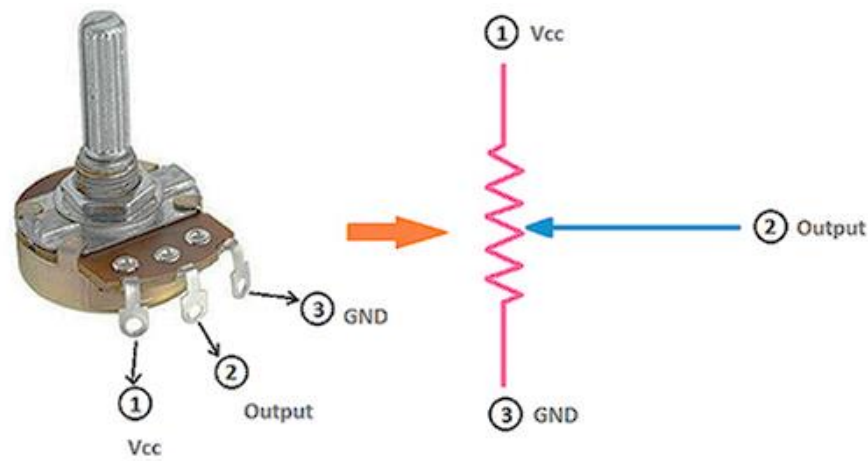 ① Vcc
② Output
③ GND
① Vcc
② Output
③ GND